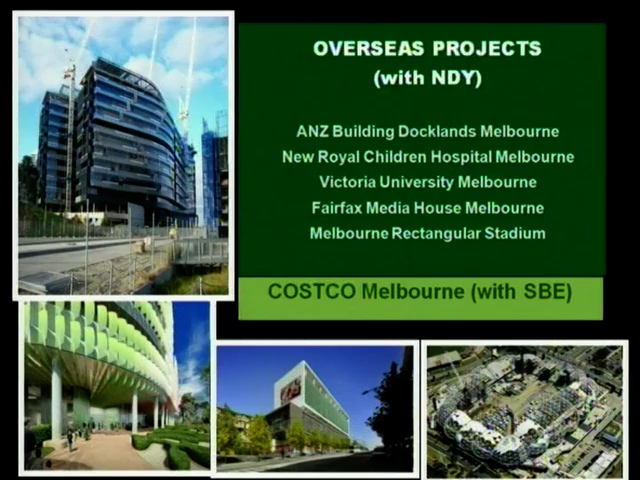 OVERSEAS PROJECTS
(with NDY)
ANZ Building Docklands Melbourne
New Royal Children Hospital Melbourne
Victoria University Melbourne
Fairfax Media House Melbourne
Melbourne Rectangular Stadium
COSTCO Melbourne (with SBE)